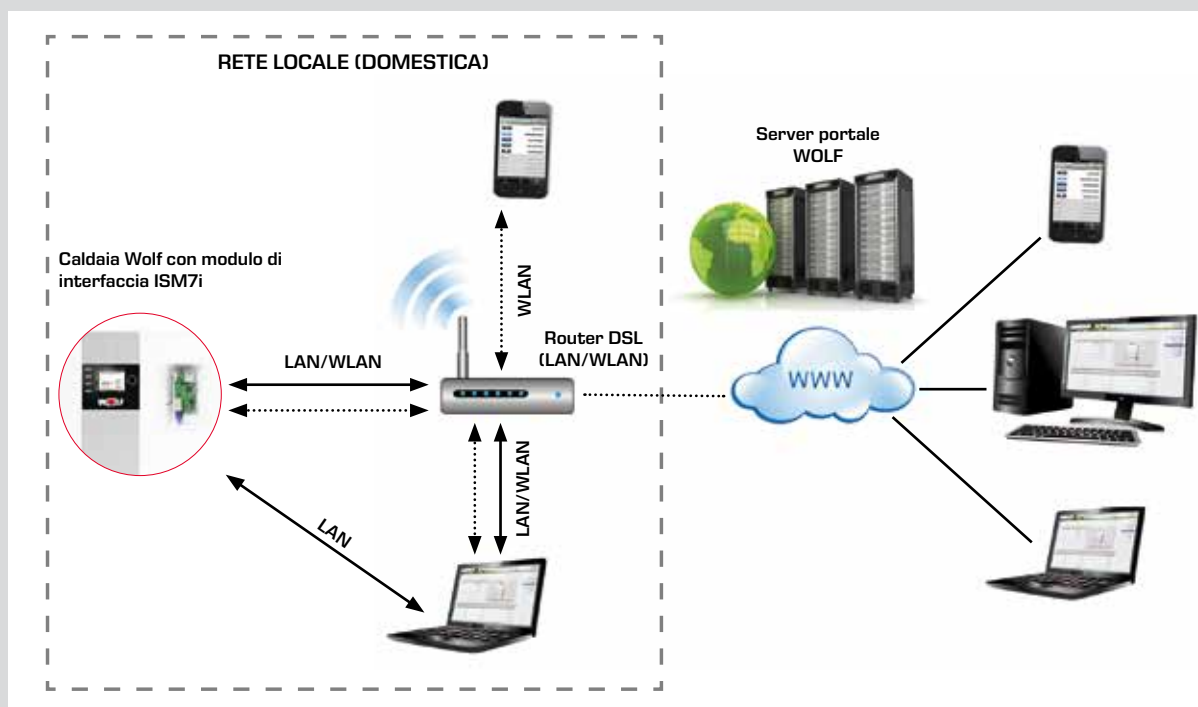 RETE LOCALE (DOMESTICA)
Server portale
WOLF
Caldaia Wolf con modulo di
interfaccia ISM7i
WLAN
Router DSL
(LAN/WLAN)
LAN/WLAN
WWW
LAN/WLAN
LAN